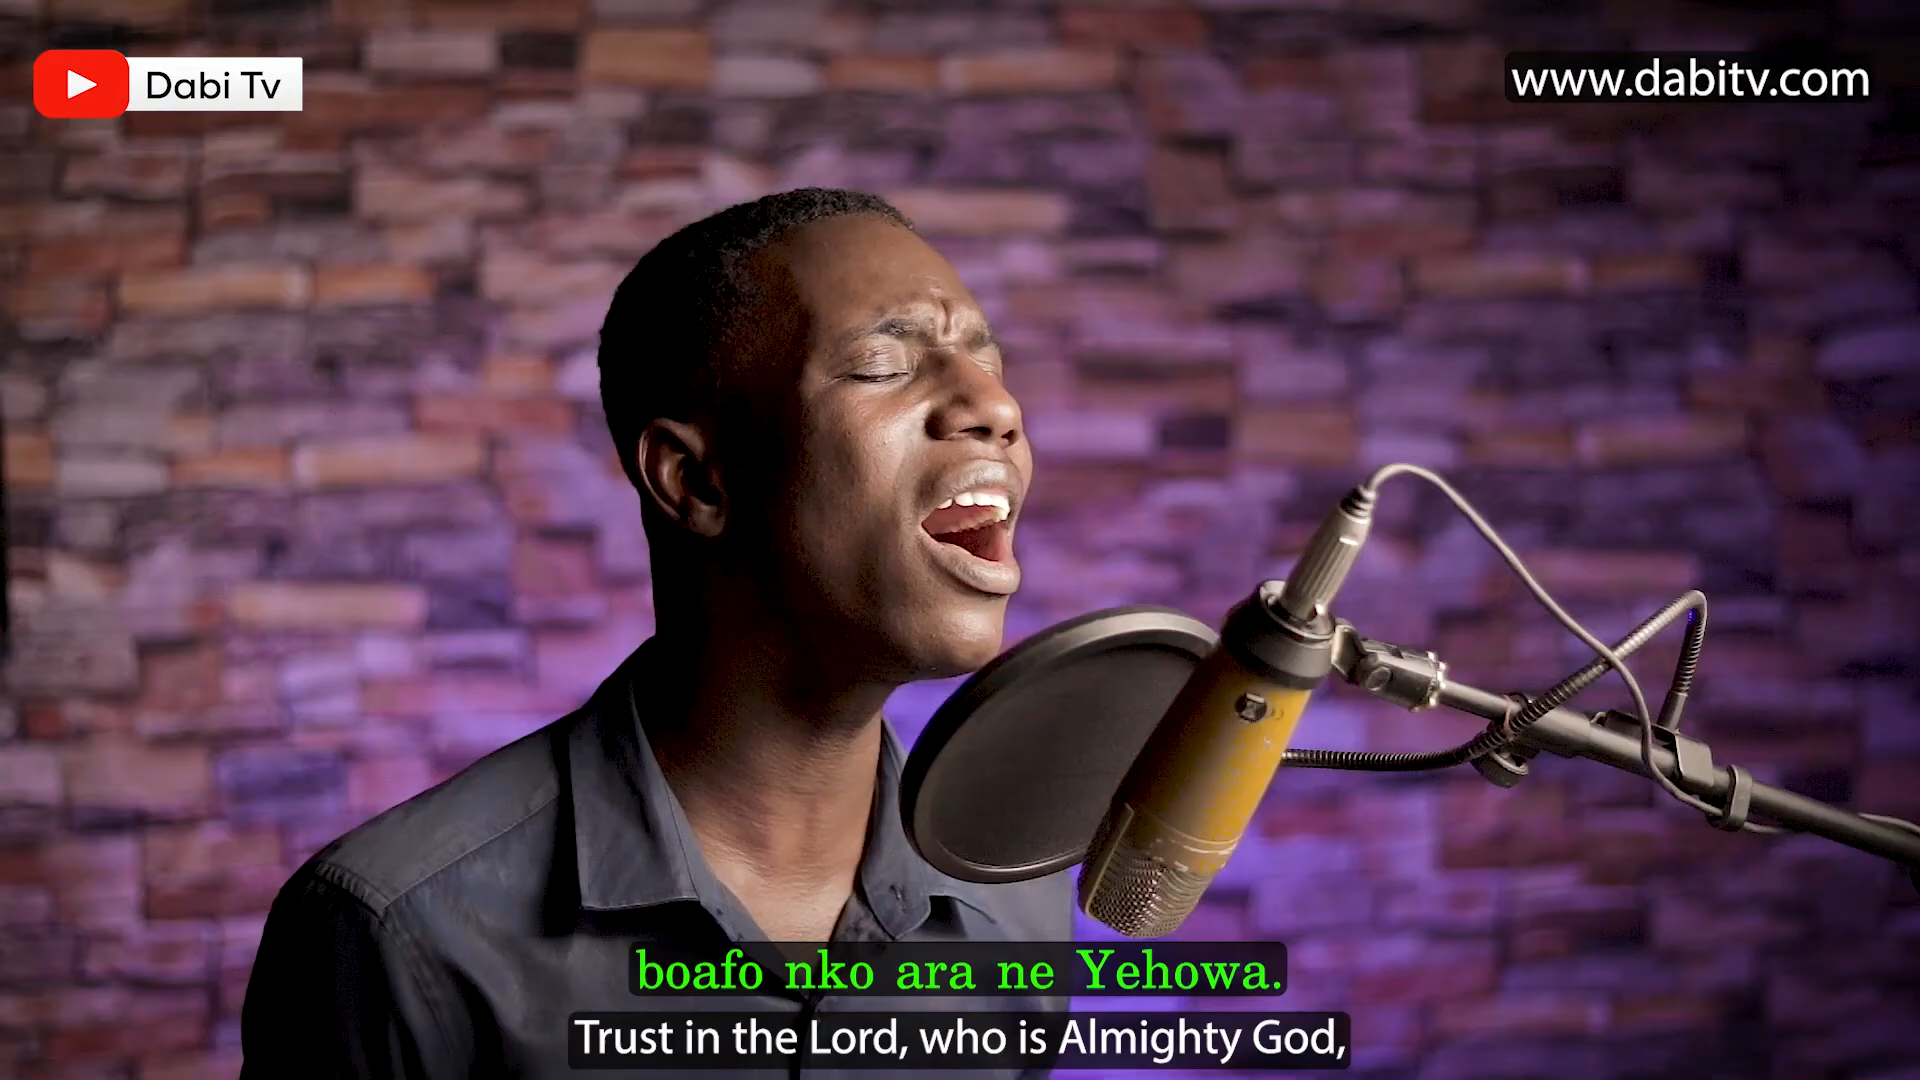 Dabi Tv
www.dabitv.com
boafo nko ara ne Yehowa.
Trust in the Lord, who is Almighty God,